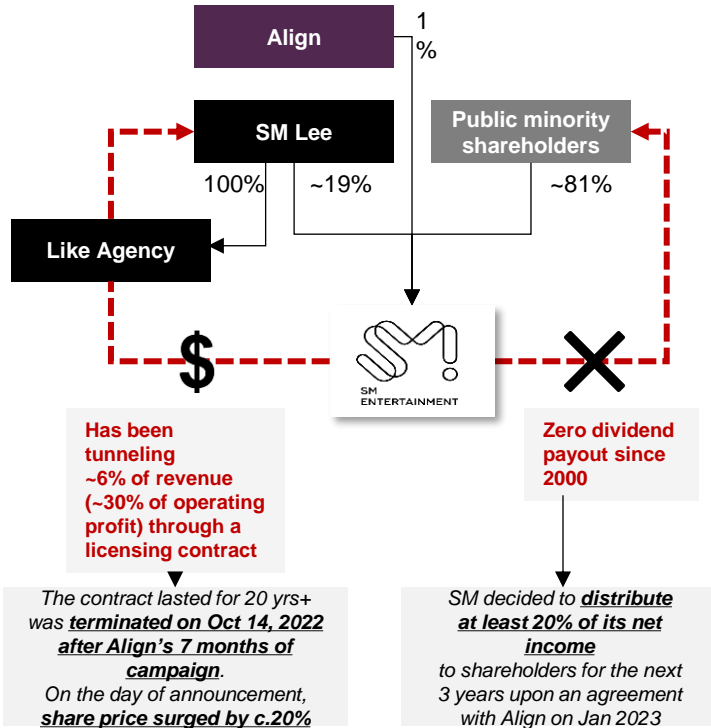 Align
1
%
SM Lee
Public minority
shareholders
100%
~19%
~81%
Like Agency
$
SM
ENTERTAINMENT
Has been
tunneling
~6% of revenue
(~30% of operating
profit) through a
licensing contract
Zero dividend
payout since
2000
The contract lasted for 20 yrs+
was terminated on Oct 14, 2022
after Align's 7 months of
campaign.
On the day of announcement,
share price surged by c.20%
SM decided to distribute
at least 20% of its net
income
to shareholders for the next
3 years upon an agreement
with Align on Jan 2023